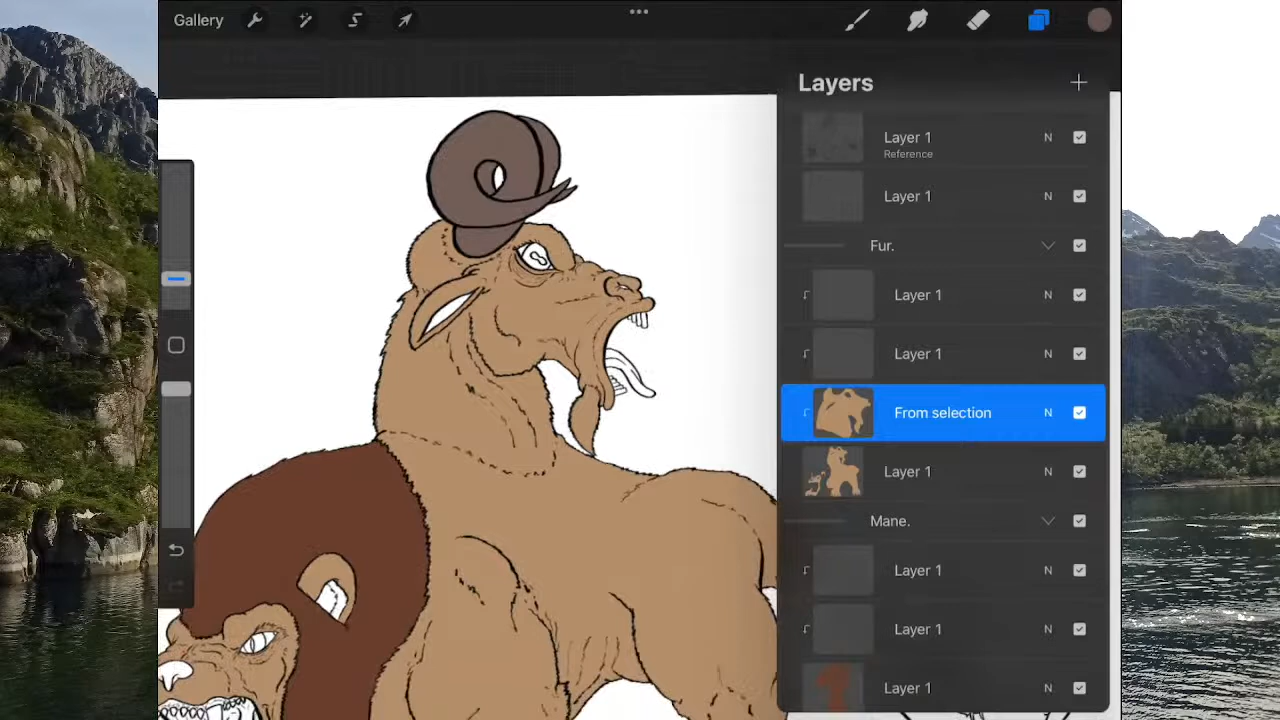 Gallery
Layers
Layer 1 N
Reference
Layer 1 N
Fur.
Layer 1 N
Layer 1 N
From selection N
Layer 1 N
Mane.
Layer 1 N
Layer 1 N
Layer 1 N